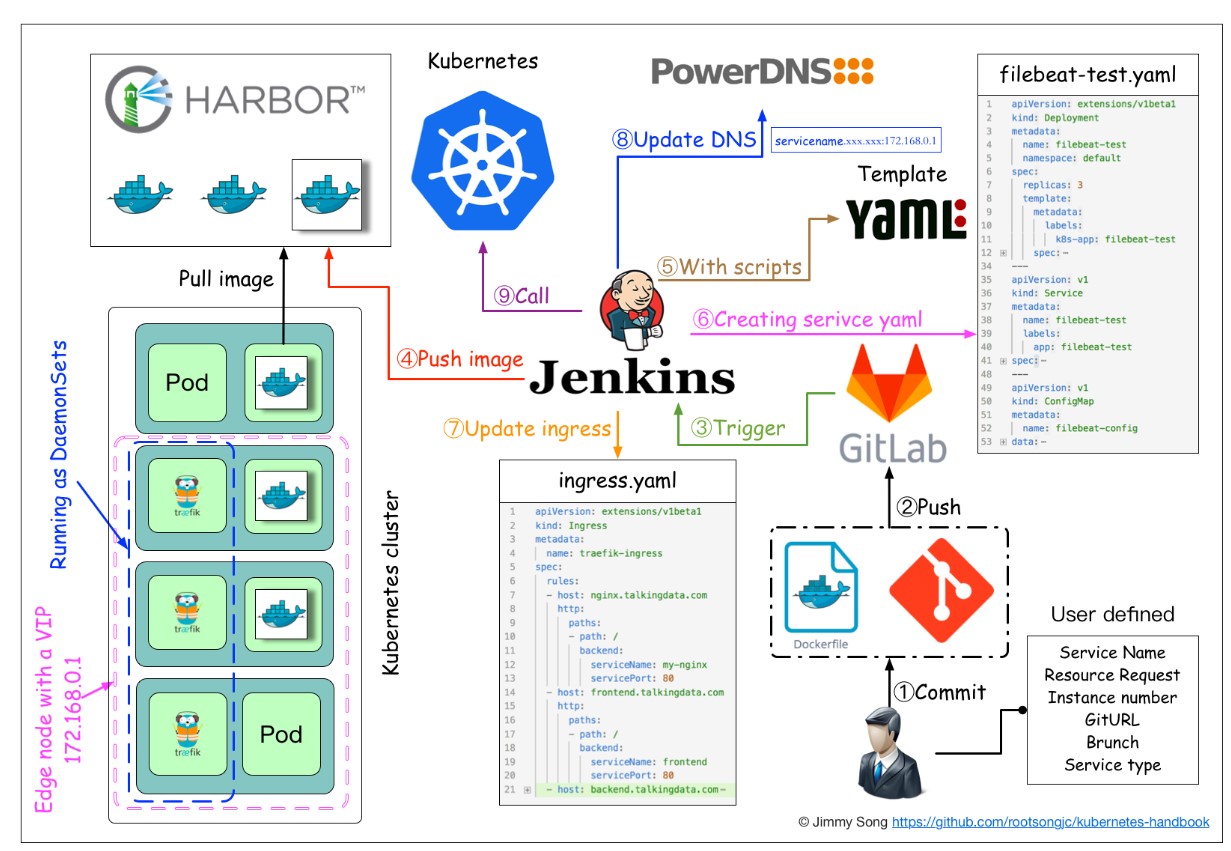 HARBOR™
Kubernetes
PowerDNS
⑧Update DNS
servicename.xxx.xxx:172.168.0.1
Template
YAML
⑤With scripts
⑨Call
⑥Creating serivce yaml
Pull image
④Push image
Jenkins
⑦Update ingress
③Trigger
GitLab
②Push
Dockerfile
①Commit
User defined
Service Name
Resource Request
Instance number
GitURL
Brunch
Service type
filebeat-test.yaml
1 apiVersion: extensions/v1beta1
2 kind: Deployment
3 metadata:
4 name: filebeat-test
5 namespace: default
6 spec:
7 replicas: 3
8 template:
9 metadata:
10 labels:
11 k8s-app: filebeat-test
12 spec:⋯
34 ---
35 apiVersion: v1
36 kind: Service
37 metadata:
38 name: filebeat-test
39 labels:
40 app: filebeat-test
41 spec:⋯
48 ---
49 apiVersion: v1
50 kind: ConfigMap
51 metadata:
52 name: filebeat-config
53 data:⋯
ingress.yaml
1 apiVersion: extensions/v1beta1
2 kind: Ingress
3 metadata:
4 name: traefik-ingress
5 spec:
6 rules:
7 - host: nginx.talkingdata.com
8 http:
9 paths:
10 - path: /
11 backend:
12 serviceName: my-nginx
13 servicePort: 80
14 - host: frontend.talkingdata.com
15 http:
16 paths:
17 - path: /
18 backend:
19 serviceName: frontend
20 servicePort: 80
21 - host: backend.talkingdata.com⋯
Pod
træfik
træfik
træfik
Pod
Running as DaemonSets
Edge node with a VIP
172.168.0.1
Kubernetes cluster
© Jimmy Song https://github.com/rootsongjc/kubernetes-handbook